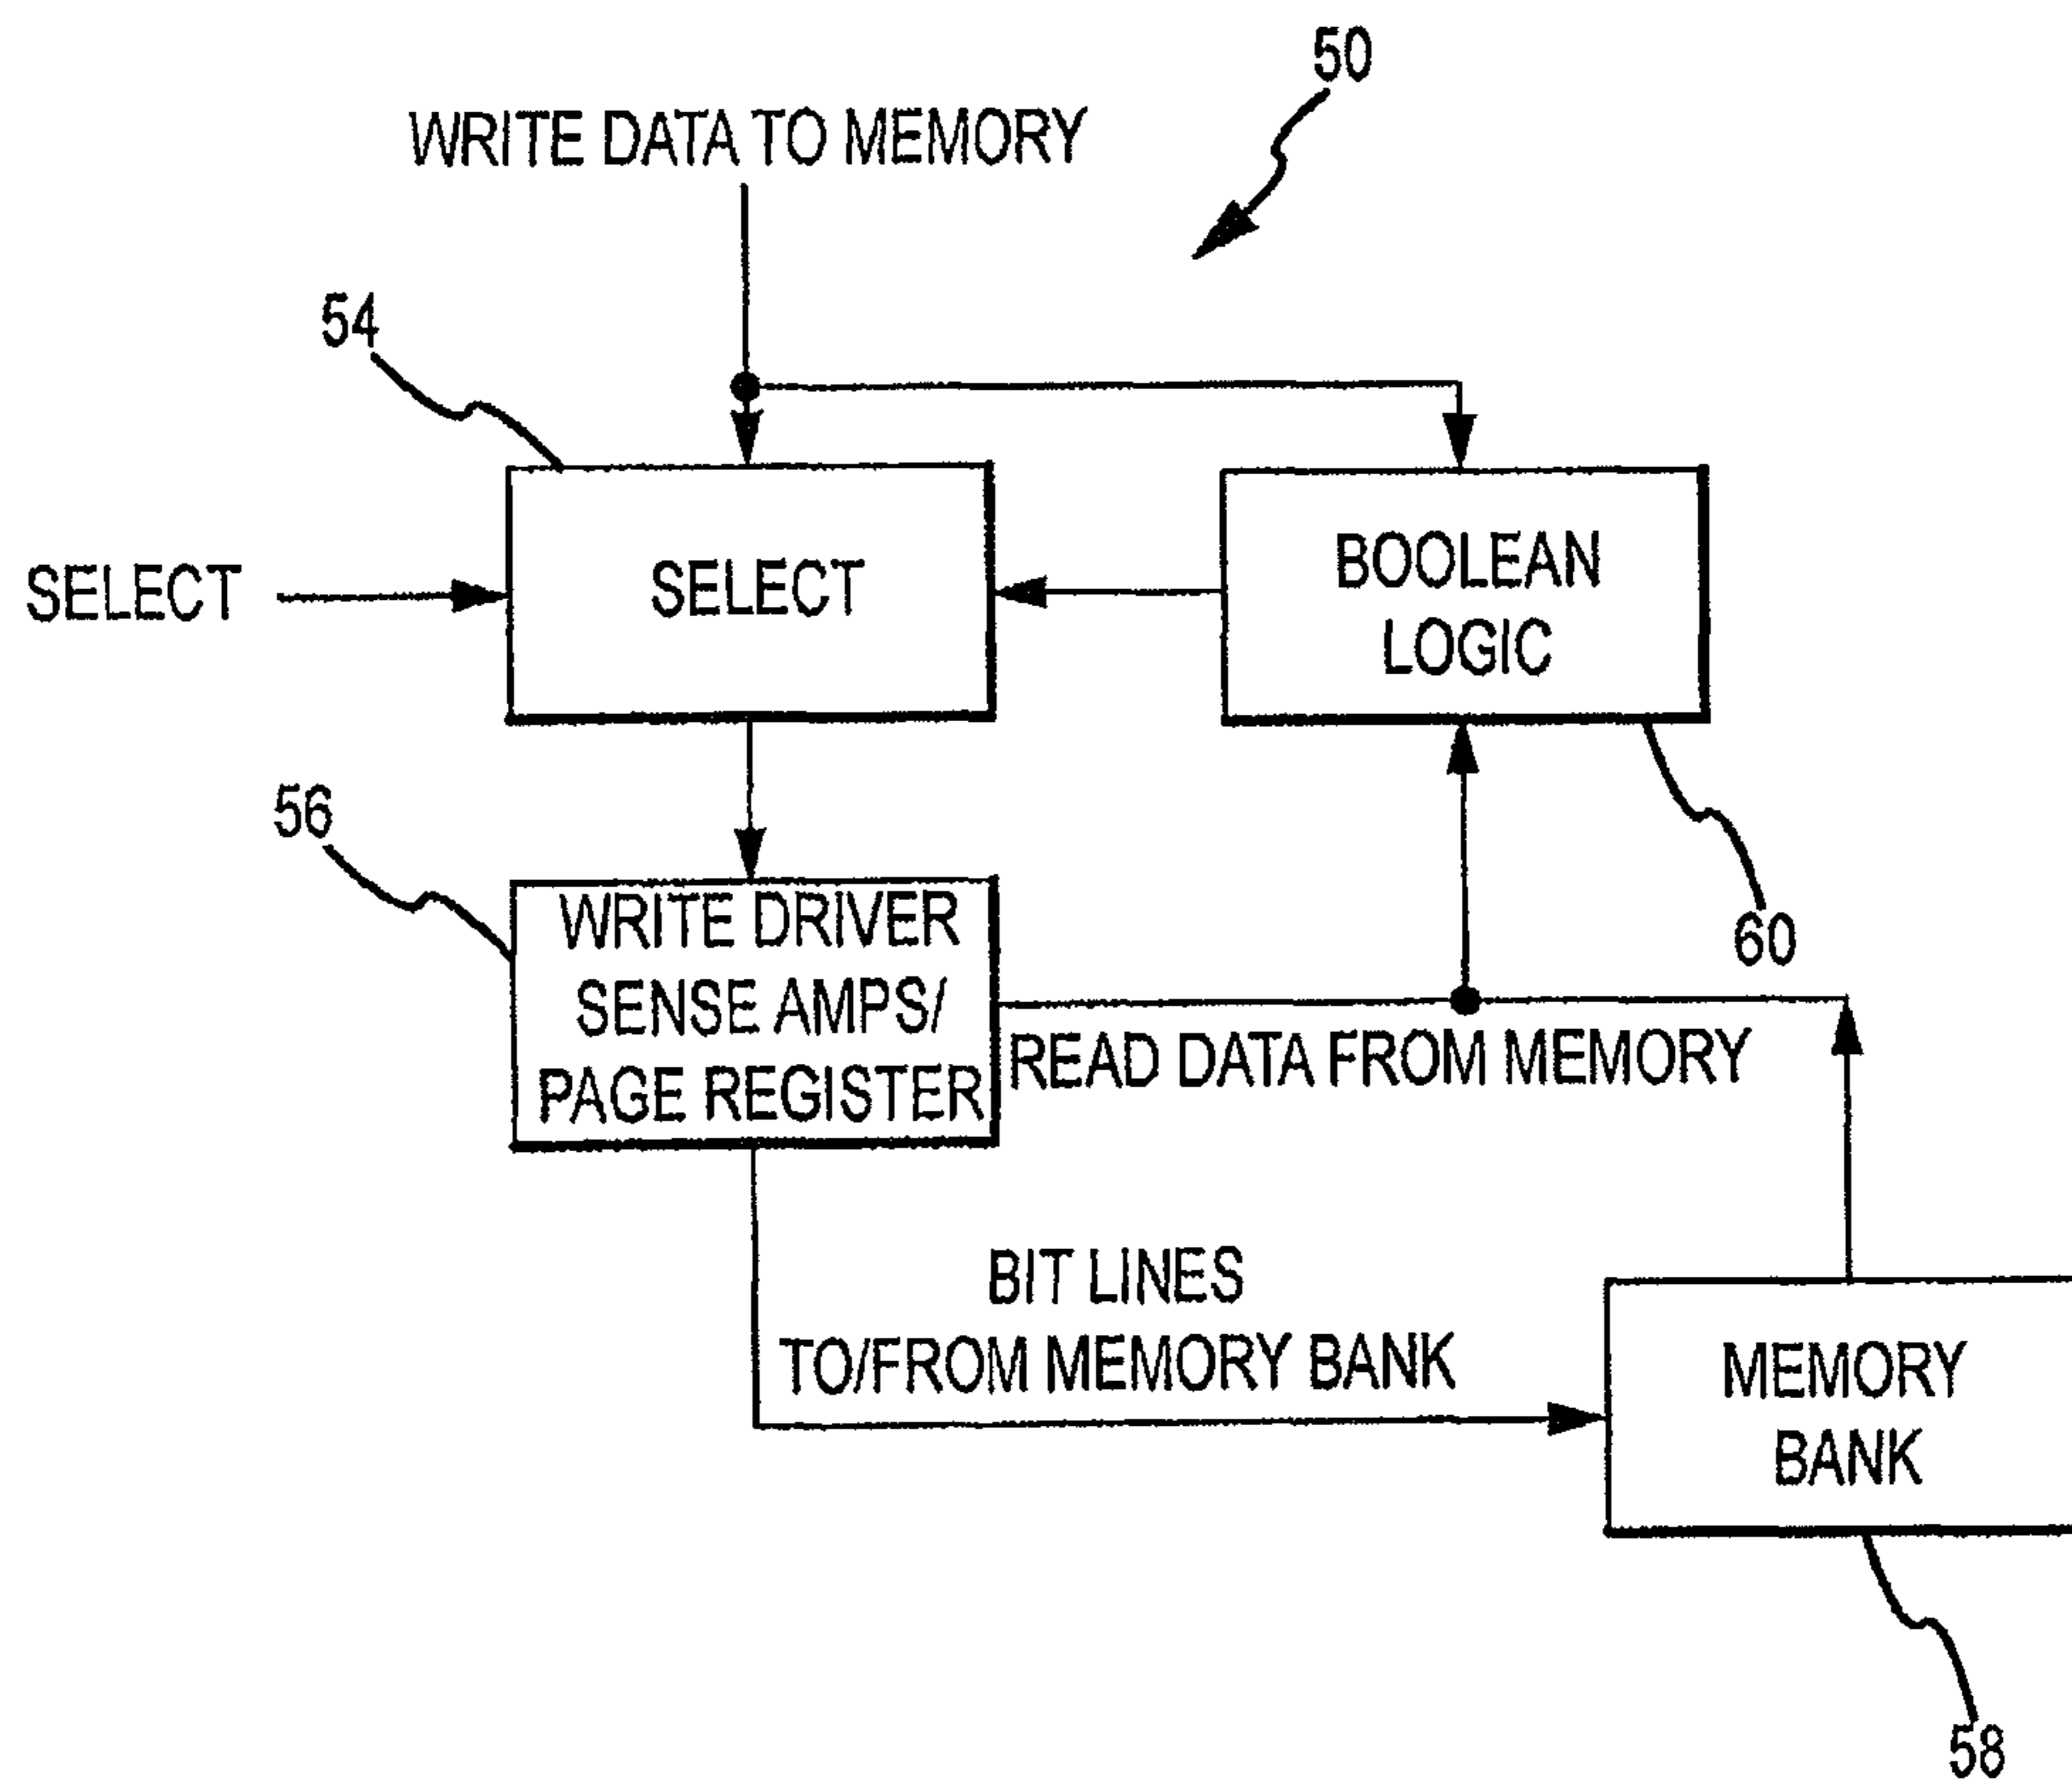 50
WRITE DATA TO MEMORY
54
SELECT
SELECT
BOOLEAN
LOGIC
56
WRITE DRIVER
SENSE AMPS/
PAGE REGISTER
60
READ DATA FROM MEMORY
BIT LINES
TO/FROM MEMORY BANK
MEMORY
BANK
58